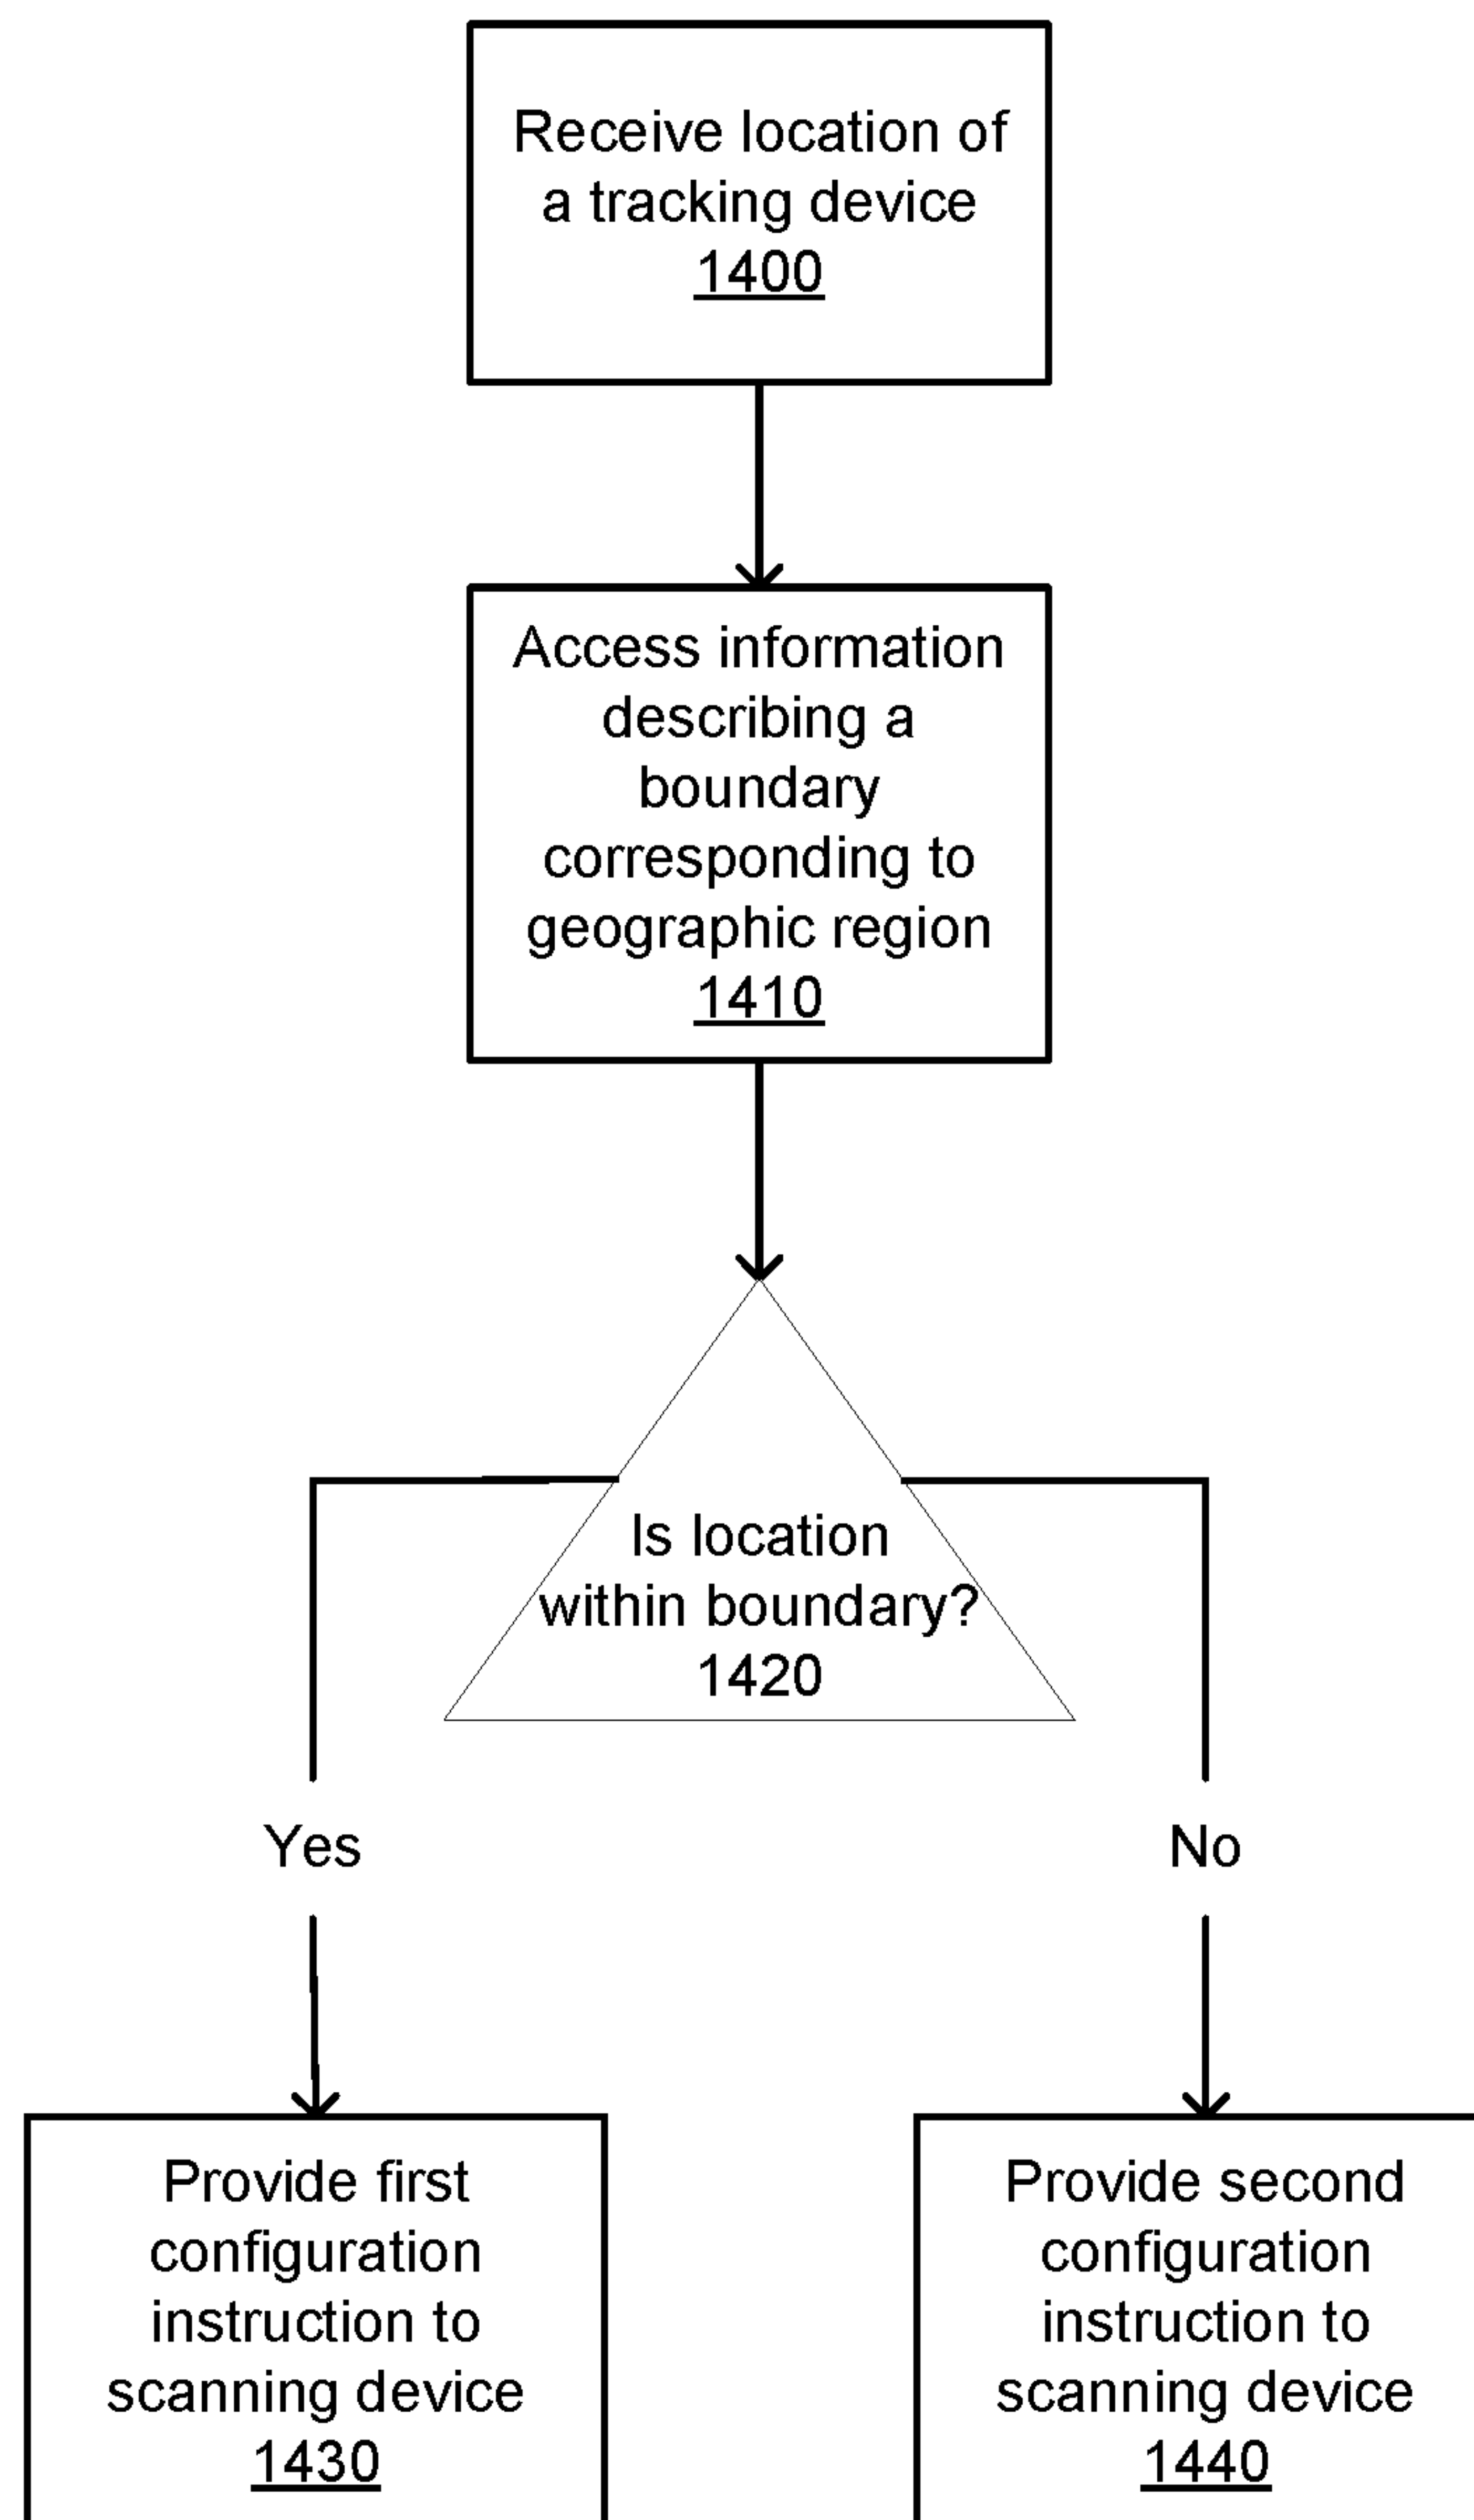 Receive location of
a tracking device
1400
Access information
describing a
boundary
corresponding to
geographic region
1410
Is location
within boundary?
1420
Yes
No
Provide first
configuration
instruction to
scanning device
1430
Provide second
configuration
instruction to
scanning device
1440